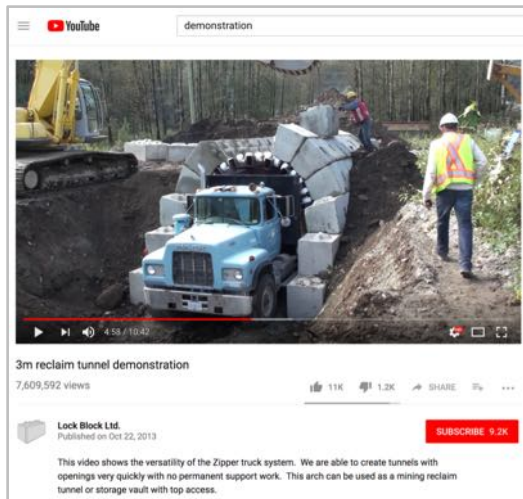 YouTube
demonstration
4:58 / 10:42
3m reclaim tunnel demonstration
7,609,592 views
11K
1.2K
SHARE
Lock Block Ltd.
Published on Oct 22, 2013
SUBSCRIBE 9.2K
This video shows the versatility of the Zipper truck system. We are able to create tunnels with
openings very quickly with no permanent support work. This arch can be used as a mining reclaim
tunnel or storage vault with top access.